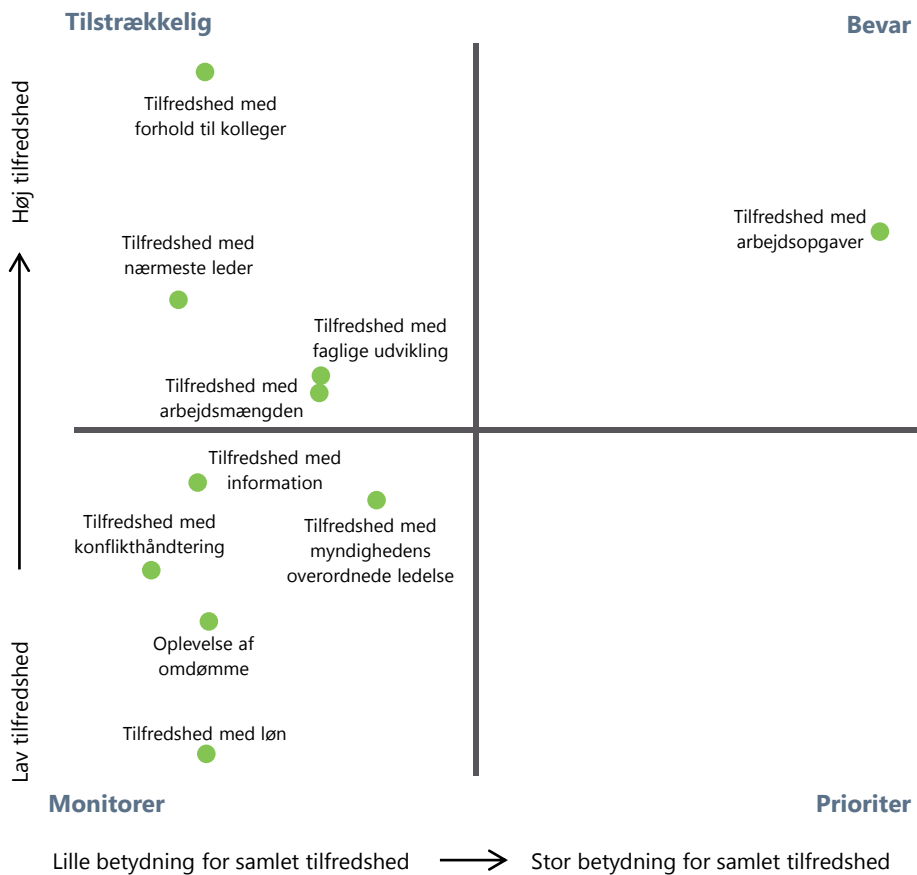 Tilstrækkelig
Bevar
Høj tilfredshed
Tilfredshed med
forhold til kolleger
Tilfredshed med
arbejdsopgaver
Tilfredshed med
nærmeste leder
Tilfredshed med
faglige udvikling
Tilfredshed med
arbejdsmængden
Tilfredshed med
information
Tilfredshed med
konflikthåndtering
Tilfredshed med
myndighedens
overordnede ledelse
Oplevelse af
omdømme
Lav tilfredshed
Tilfredshed med løn
Monitorer
Prioriter
Lille betydning for samlet tilfredshed
Stor betydning for samlet tilfredshed